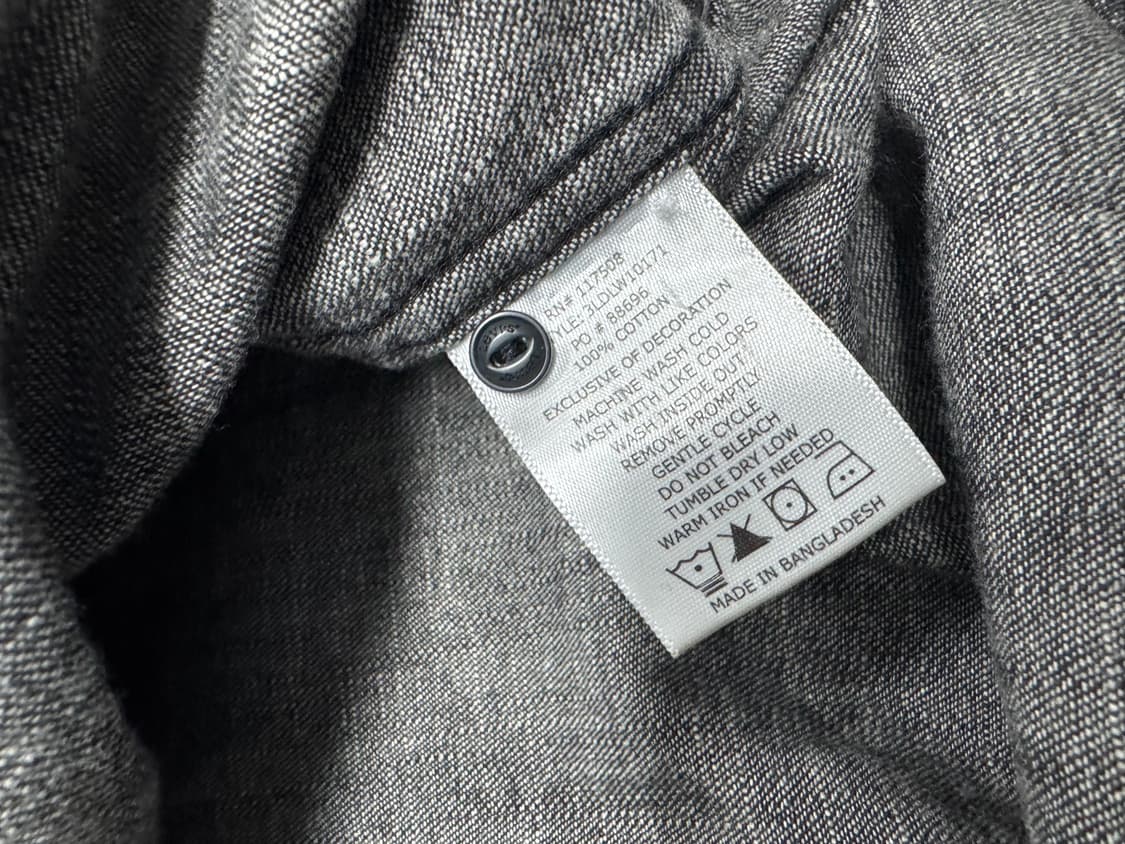 RN# 117508
YLE: 3LDLW10171
PO # 88696
100% COTTON
EXCLUSIVE OF DECORATION
MACHINE WASH COLD
WASH WITH LIKE COLORS
WASH INSIDE OUT
REMOVE PROMPTLY
GENTLE CYCLE
DO NOT BLEACH
TUMBLE DRY LOW
WARM IRON IF NEEDED
MADE IN BANGLADESH